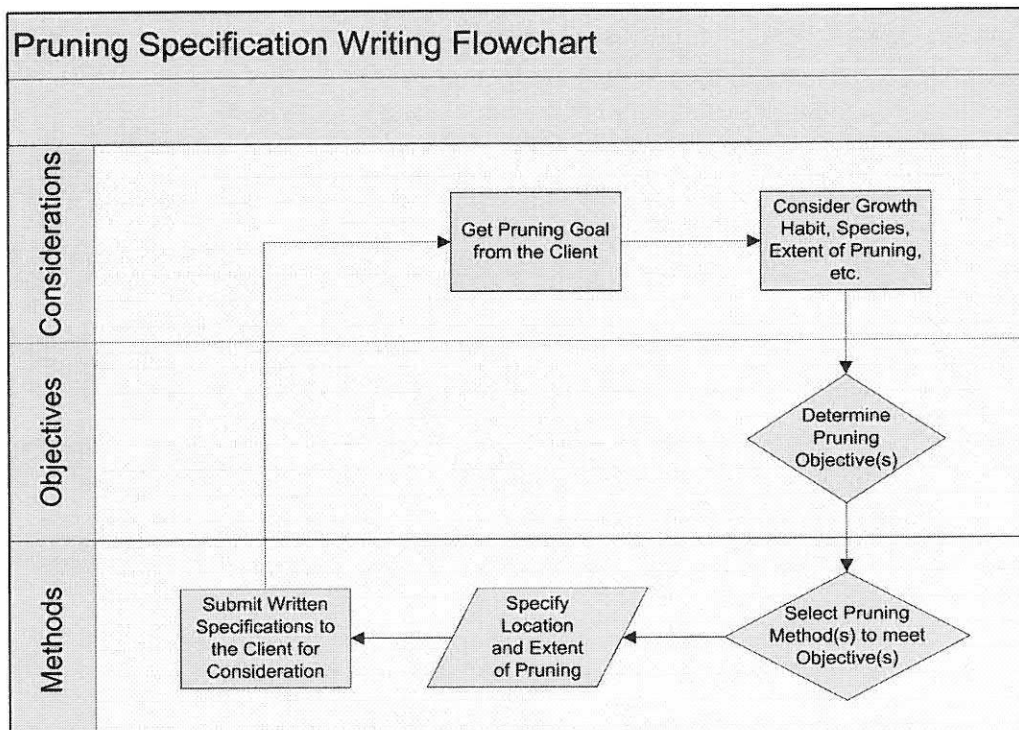 Pruning Specification Writing Flowchart
Considerations
Get Pruning Goal
from the Client
Consider Growth
Habit, Species,
Extent of Pruning,
etc.
Objectives
Determine
Pruning
Objective(s)
Methods
Submit Written
Specifications to
the Client for
Consideration
Specify
Location
and Extent
of Pruning
Select Pruning
Method(s) to meet
Objective(s)